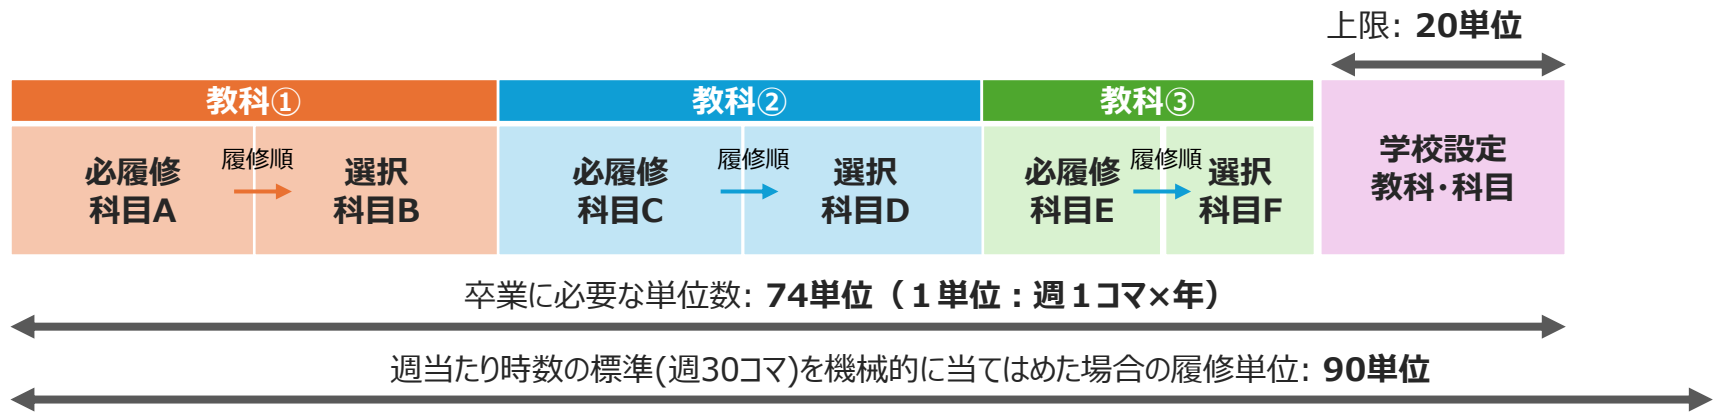 上限: 20単位
教科①
教科②
教科③
必履修
科目A
履修順
選択
科目B
必履修
科目C
履修順
選択
科目D
必履修
科目E
履修順
選択
科目F
学校設定
教科・科目
卒業に必要な単位数: 74単位（１単位：週１コマ×年）
週当たり時数の標準(週30コマ)を機械的に当てはめた場合の履修単位: 90単位